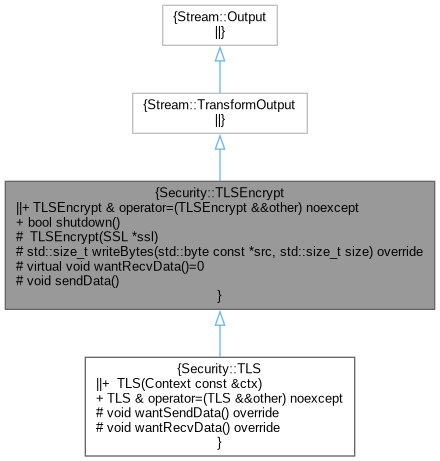 {Stream::Output
||}
{Stream::TransformOutput
||}
{Security::TLSEncrypt
||+ TLSEncrypt & operator=(TLSEncrypt &&other) noexcept
+ bool shutdown()
#  TLSEncrypt(SSL *ssl)
# std::size_t writeBytes(std::byte const *src, std::size_t size) override
# virtual void wantRecvData()=0
# void sendData()
}
{Security::TLS
||+  TLS(Context const &ctx)
+ TLS & operator=(TLS &&other) noexcept
# void wantSendData() override
# void wantRecvData() override
}